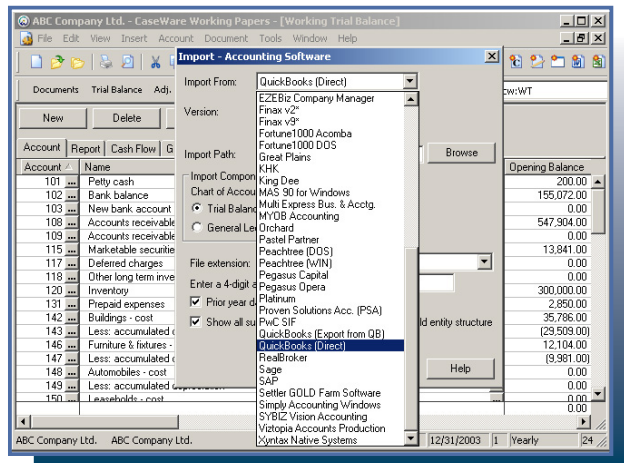 ABC Company Ltd. - CaseWare Working Papers - [Working Trial Balance]
File Edit View Insert Account Document Tools Window Help
Import - Accounting Software
Documents Trial Balance Adj.
cw:WT
New Delete
Account Report Cash Flow G
Account Name Opening Balance
101 ... Petty cash 200.00
102 ... Bank balance 155,072.00
103 ... New bank account 0.00
108 ... Accounts receivable 547,904.00
109 ... Accounts receivable 0.00
115 ... Marketable securitie 13,841.00
117 ... Deferred charges 0.00
118 ... Other long term inve 0.00
120 ... Inventory 300,000.00
131 ... Prepaid expenses 2,850.00
142 ... Buildings - cost 35,786.00
143 ... Less: accumulated d (29,509.00)
146 ... Furniture & fixtures - 12,104.00
147 ... Less: accumulated d (9,981.00)
148 ... Automobiles - cost 0.00
149 ... Less: accumulated depreciation 0.00
150 ... Leaseholds - cost ... 0.00
0.00
Import From: QuickBooks (Direct)
Version:
Import Path: Browse
Import Compon
Chart of Accou
Trial Balanc
General Le
File extension:
Enter a 4-digit a
Prior year d
Show all su
ld entity structure
Help
EZEBiz Company Manager
Finax v2*
Finax v9*
Fortune1000 Acomba
Fortune1000 DOS
Great Plains
KHK
King Dee
MAS 90 for Windows
Multi Express Bus. & Acctg.
MYOB Accounting
Orchard
Pastel Partner
Peachtree (DOS)
Peachtree (WIN)
Pegasus Capital
Pegasus Opera
Platinum
Proven Solutions Acc. (PSA)
PwC SIF
QuickBooks (Export from QB)
QuickBooks (Direct)
RealBroker
Sage
SAP
Settler GOLD Farm Software
Simply Accounting Windows
SYBIZ Vision Accounting
Viztopia Accounts Production
Xyntax Native Systems
ABC Company Ltd. ABC Company Ltd. 12/31/2003 1 Yearly 24